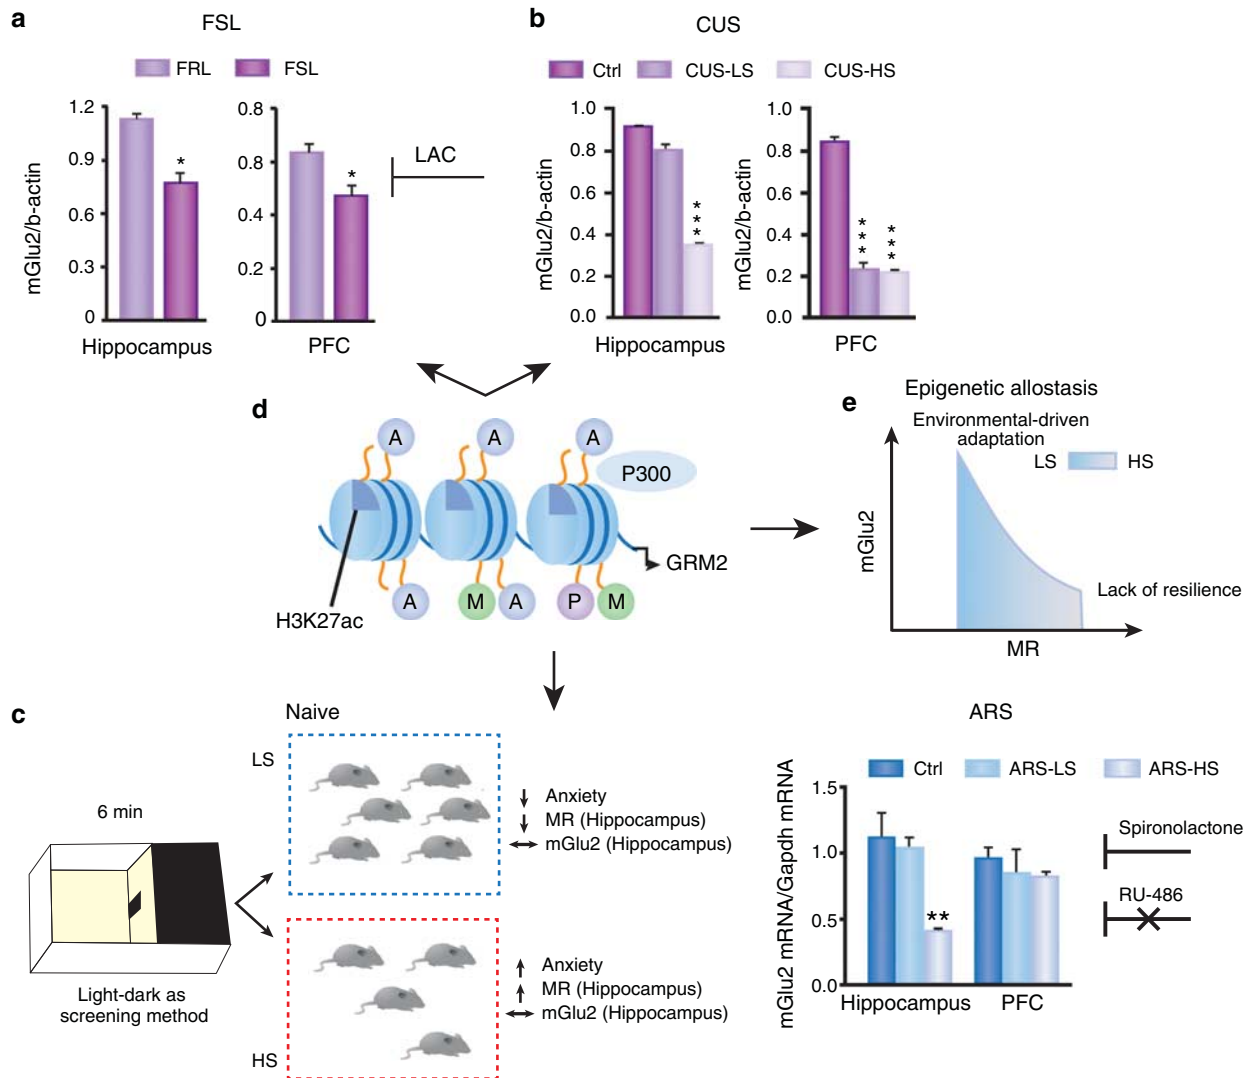 a
FSL
FRL
FSL
mGlu2/b-actin
1.2
0.9
0.6
0.3
0
*
Hippocampus
0.8
0.8
0.4
0.2
0
*
PFC
LAC
b
CUS
Ctrl
CUS-LS
CUS-HS
mGlu2/b-actin
1.0
0.8
0.6
0.4
0.2
0.0
***
Hippocampus
mGlu2/b-actin
1.0
0.8
0.6
0.4
0.2
0.0
***
***
PFC
d
A
A
A
P300
GRM2
A
M
A
P
M
H3K27ac
e
Epigenetic allostasis
Environmental-driven
adaptation
LS
HS
mGlu2
Lack of resilience
MR
c
Naive
LS
6 min
Anxiety
MR (Hippocampus)
mGlu2 (Hippocampus)
Light-dark as
screening method
HS
Anxiety
MR (Hippocampus)
mGlu2 (Hippocampus)
ARS
Ctrl
ARS-LS
ARS-HS
mGlu2 mRNA/Gapdh mRNA
1.5
1.0
0.5
0.0
**
Hippocampus
PFC
Spironolactone
RU-486